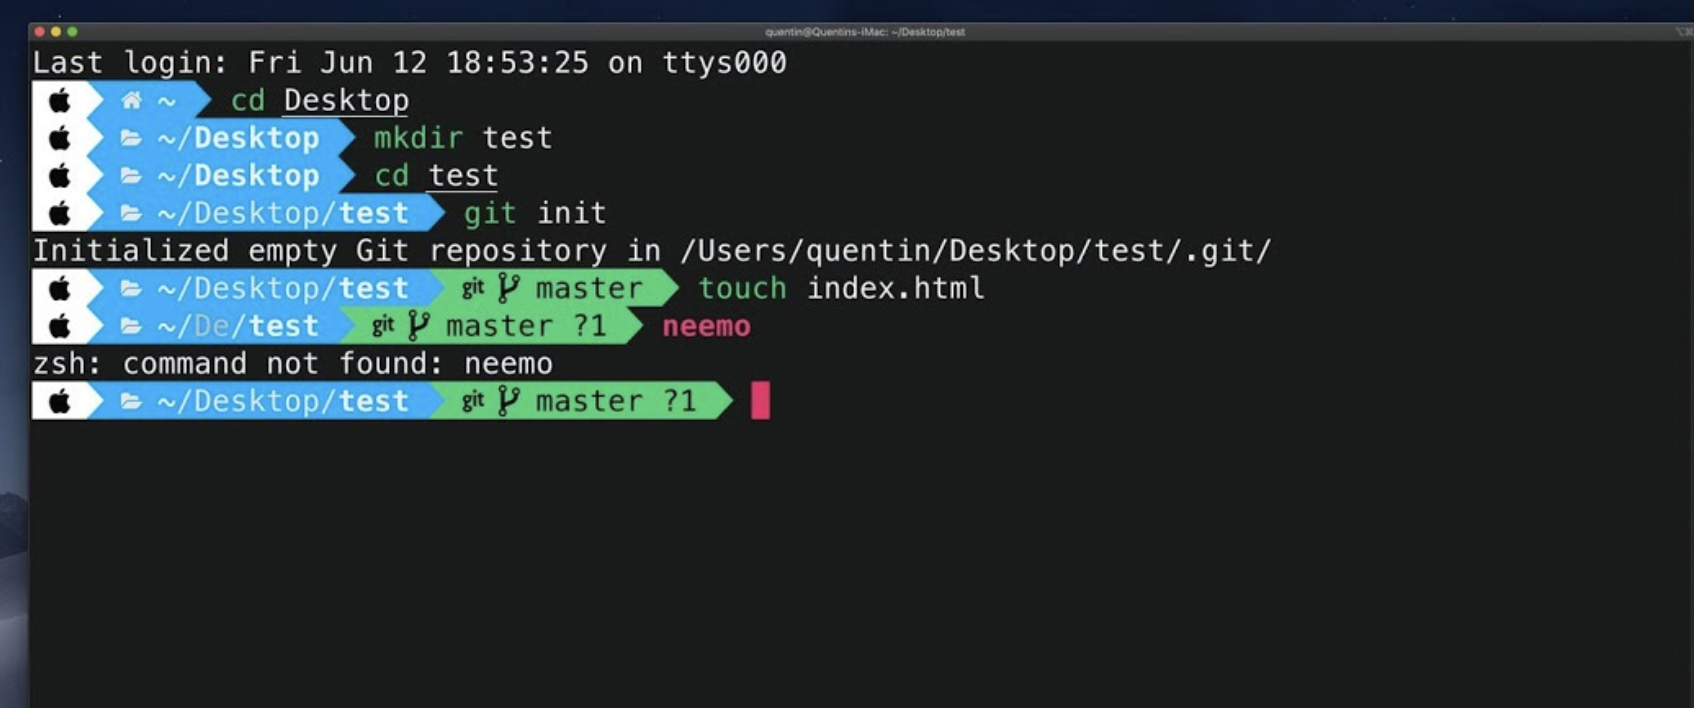 quentin@Quentins-iMac: ~/Desktop/test
Last login: Fri Jun 12 18:53:25 on ttys000
~ cd Desktop
~/Desktop mkdir test
~/Desktop cd test
~/Desktop/test git init
Initialized empty Git repository in /Users/quentin/Desktop/test/.git/
~/Desktop/test git master touch index.html
~/De/test git master ?1 neemo
zsh: command not found: neemo
~/Desktop/test git master ?1